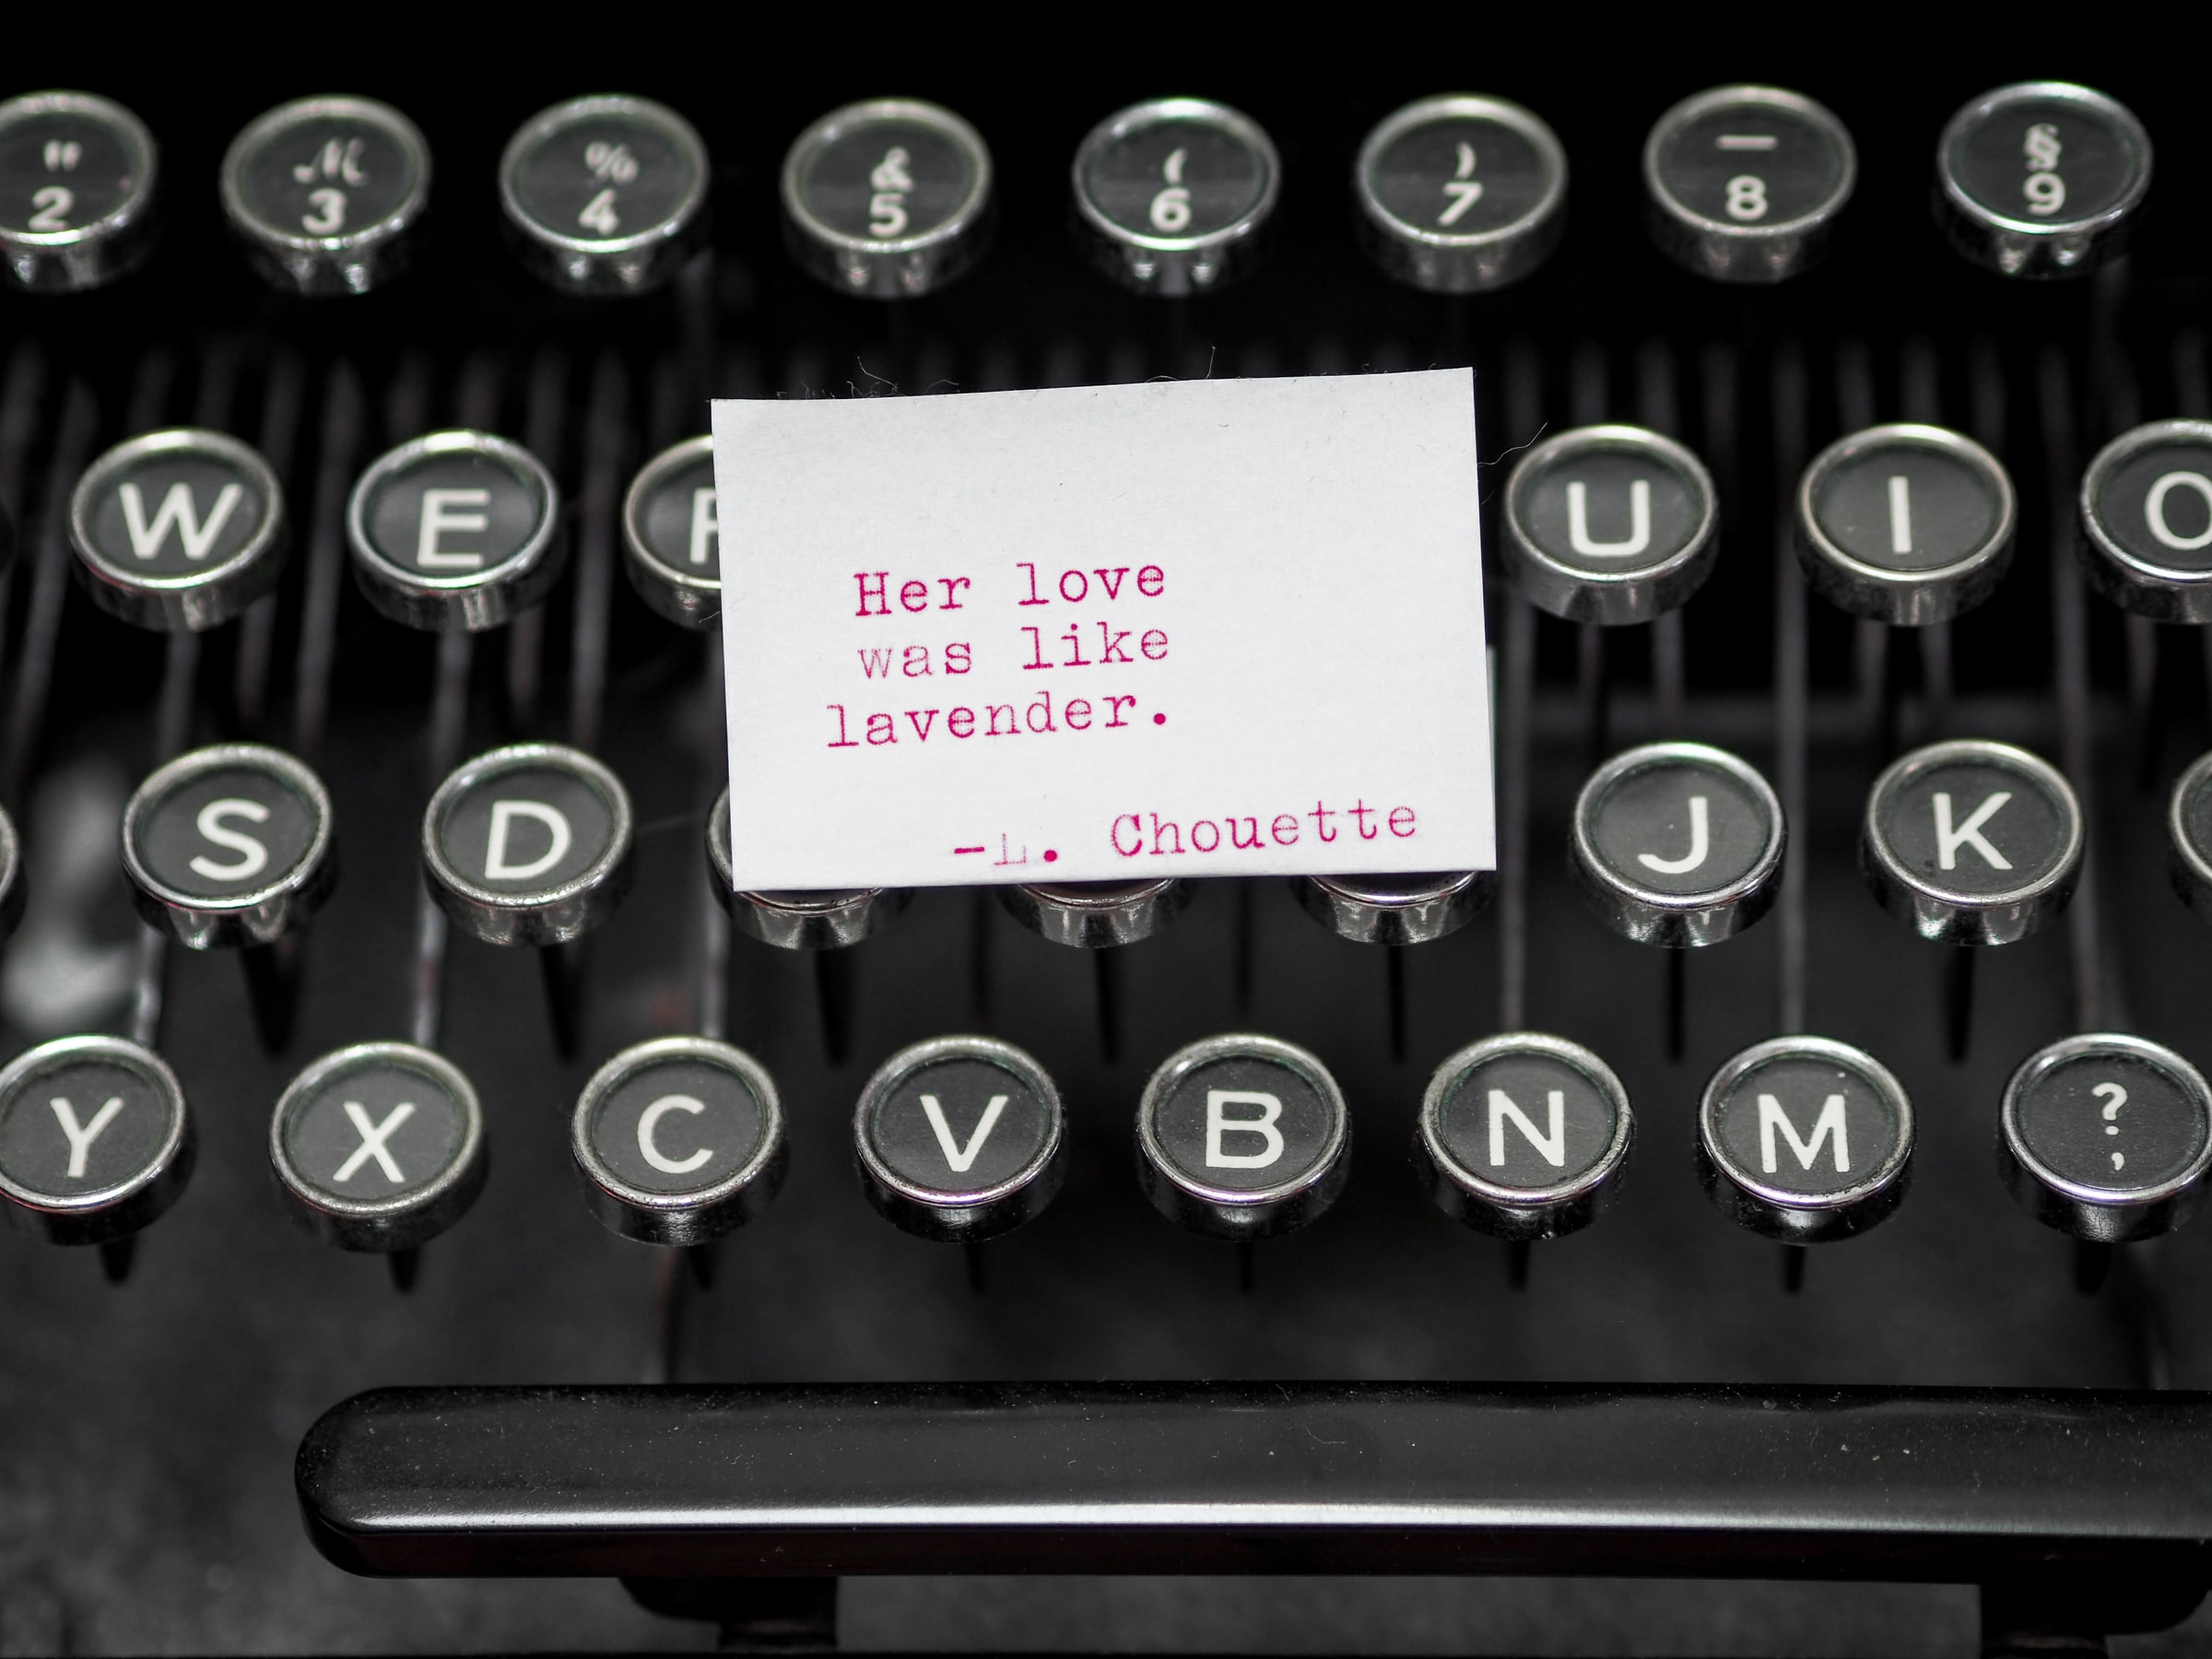 " ℳ % & ( ) — §
2 3 4 5 6 7 8 9
W E R U I O
Her love
was like
lavender.
-L. Chouette
S D J K
Y X C V B N M ?
,